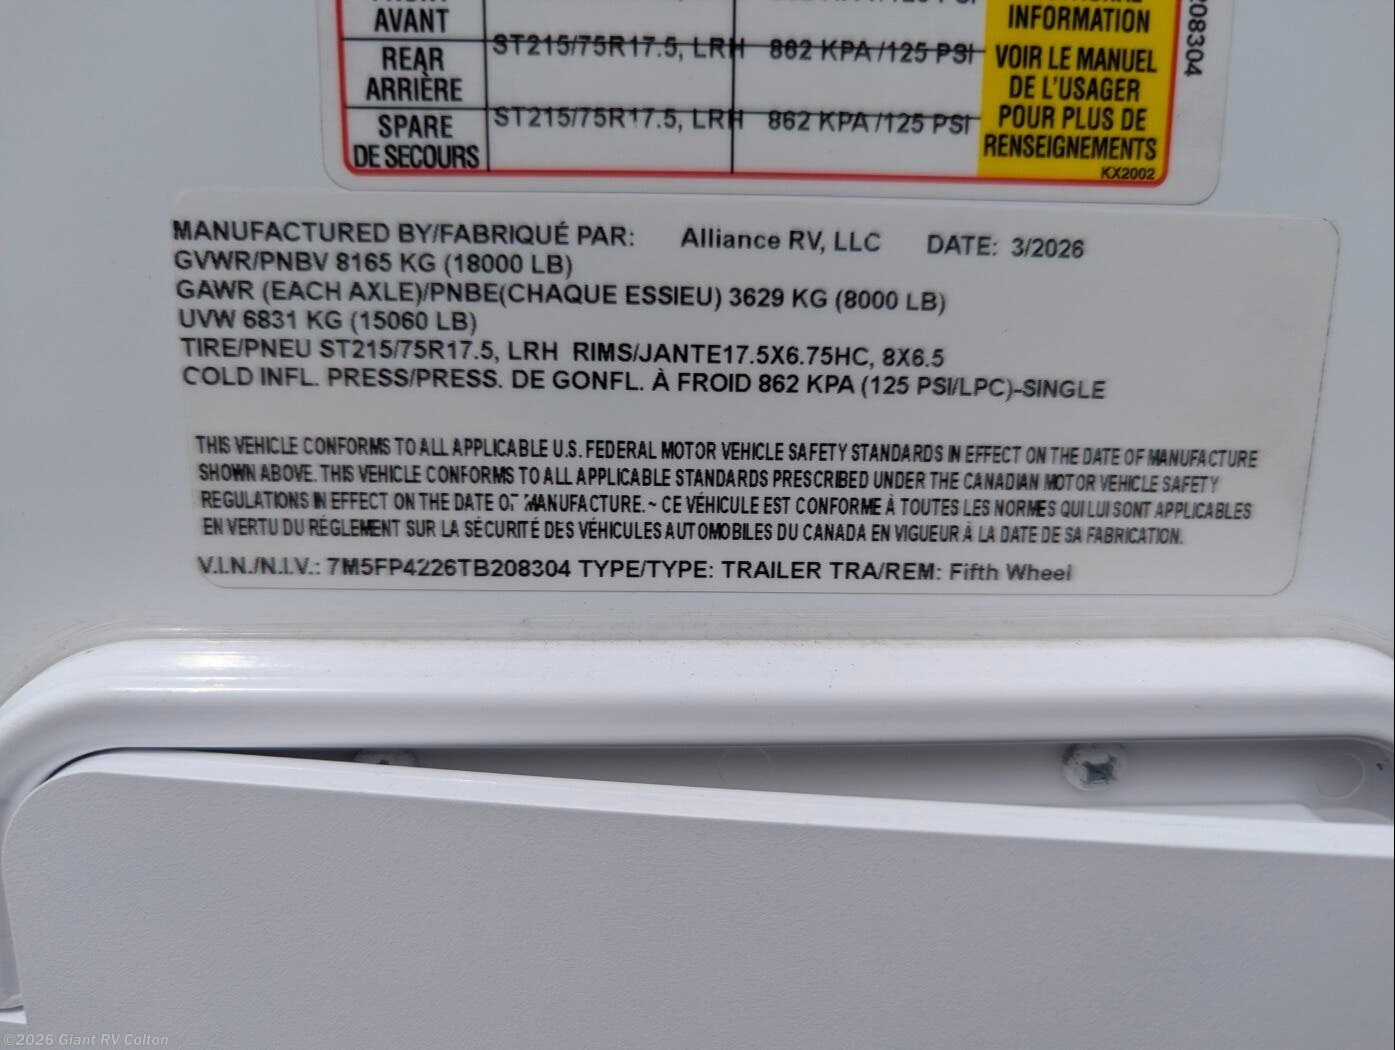 AVANT
INFORMATION
REAR
ARRIÈRE
ST215/75R17.5, LRH 862 KPA /125 PSI
VOIR LE MANUEL
DE L'USAGER
POUR PLUS DE
RENSEIGNEMENTS
SPARE
DE SECOURS
ST215/75R17.5, LRH 862 KPA /125 PSI
KX2002
208304
MANUFACTURED BY/FABRIQUÉ PAR: Alliance RV, LLC DATE: 3/2026
GVWR/PNBV 8165 KG (18000 LB)
GAWR (EACH AXLE)/PNBE(CHAQUE ESSIEU) 3629 KG (8000 LB)
UVW 6831 KG (15060 LB)
TIRE/PNEU ST215/75R17.5, LRH RIMS/JANTE17.5X6.75HC, 8X6.5
COLD INFL. PRESS/PRESS. DE GONFL. À FROID 862 KPA (125 PSI/LPC)-SINGLE
THIS VEHICLE CONFORMS TO ALL APPLICABLE U.S. FEDERAL MOTOR VEHICLE SAFETY STANDARDS IN EFFECT ON THE DATE OF MANUFACTURE
SHOWN ABOVE. THIS VEHICLE CONFORMS TO ALL APPLICABLE STANDARDS PRESCRIBED UNDER THE CANADIAN MOTOR VEHICLE SAFETY
REGULATIONS IN EFFECT ON THE DATE OF MANUFACTURE. ~ CE VÉHICULE EST CONFORME À TOUTES LES NORMES QUI LUI SONT APPLICABLES
EN VERTU DU RÉGLEMENT SUR LA SÉCURITÉ DES VÉHICULES AUTOMOBILES DU CANADA EN VIGUEUR À LA DATE DE SA FABRICATION.
V.I.N./N.I.V.: 7M5FP4226TB208304 TYPE/TYPE: TRAILER TRA/REM: Fifth Wheel
©2026 Giant RV Colton